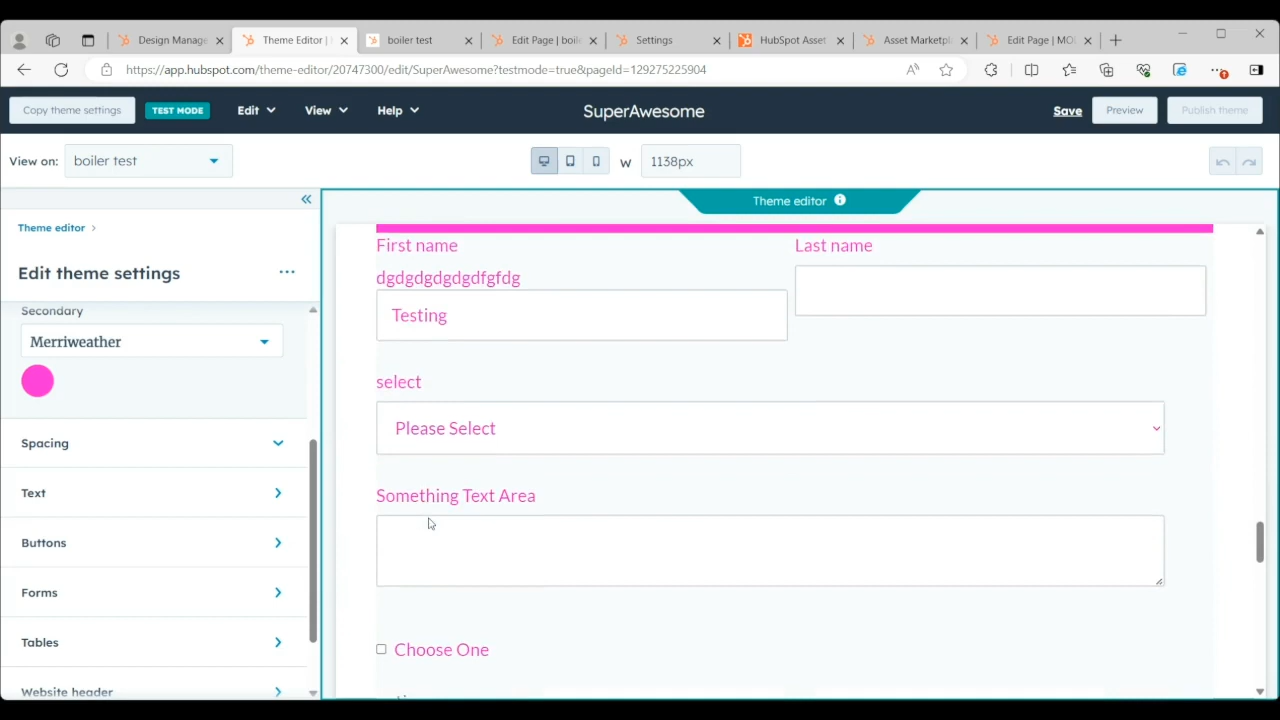 Design Manage
Theme Editor |
boiler test
Edit Page | boile
Settings
HubSpot Asset
Asset Marketpl
Edit Page | MO
https://app.hubspot.com/theme-editor/20747300/edit/SuperAwesome?testmode=true&pageId=129275225904
Copy theme settings
TEST MODE
Edit
View
Help
SuperAwesome
Save
Preview
Publish theme
View on:
boiler test
W
1138px
Theme editor
Theme editor
Edit theme settings
Secondary
Merriweather
Spacing
Text
Buttons
Forms
Tables
Website header
First name
Last name
dgdgdgdgdgdfgfdg
Testing
select
Please Select
Something Text Area
Choose One